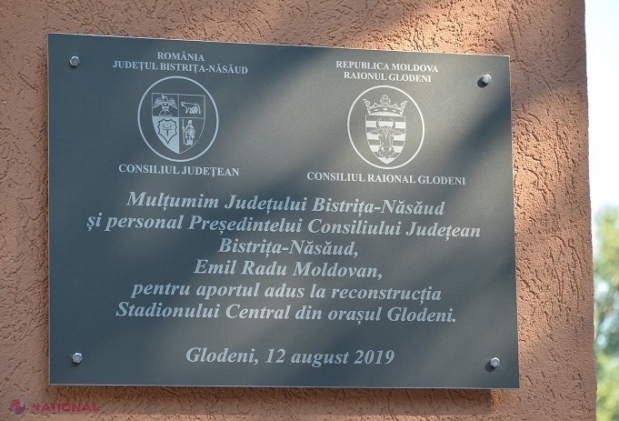 ROMÂNIA
JUDEȚUL BISTRIȚA-NĂSĂUD
CONSILIUL JUDEȚEAN
REPUBLICA MOLDOVA
RAIONUL GLODENI
CONSILIUL RAIONAL GLODENI
Mulțumim Județului Bistrița-Năsăud
și personal Președintelui Consiliului Județean
Bistrița-Năsăud,
Emil Radu Moldovan,
pentru aportul adus la reconstrucția
Stadionului Central din orașul Glodeni.
Glodeni, 12 august 2019
NATIONAL